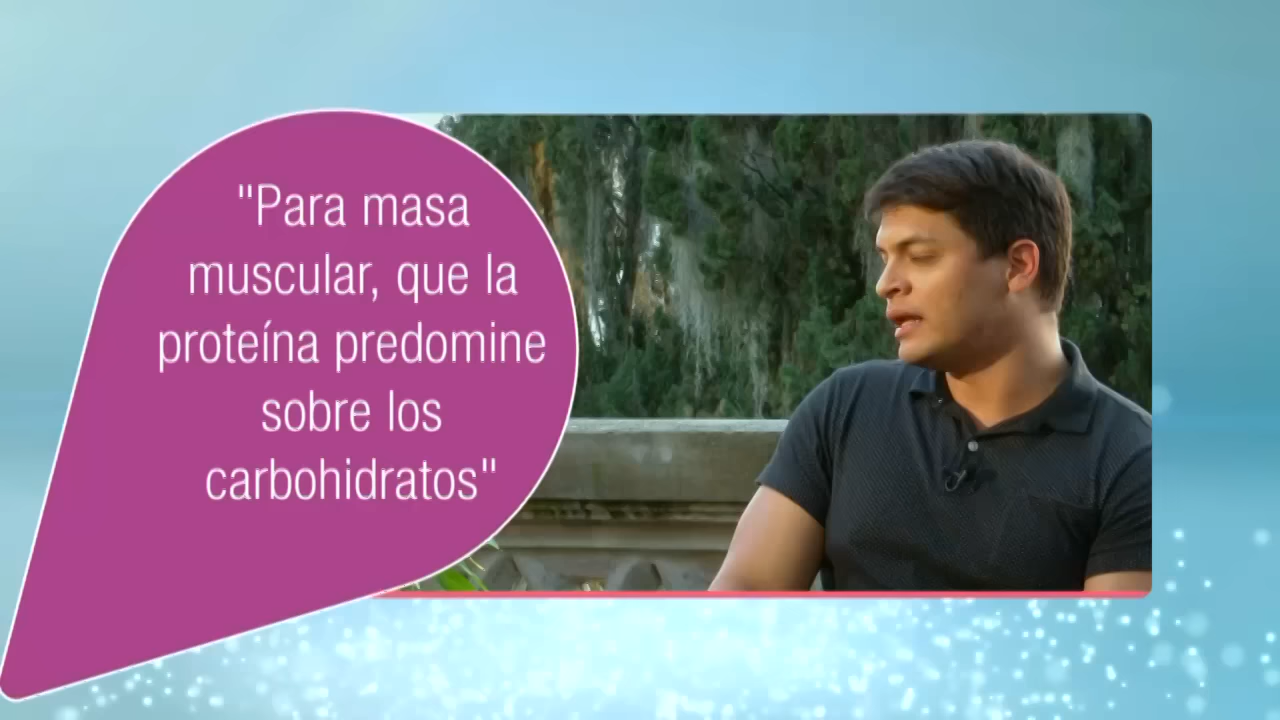 "Para masa
muscular, que la
proteína predomine
sobre los
carbohidratos"